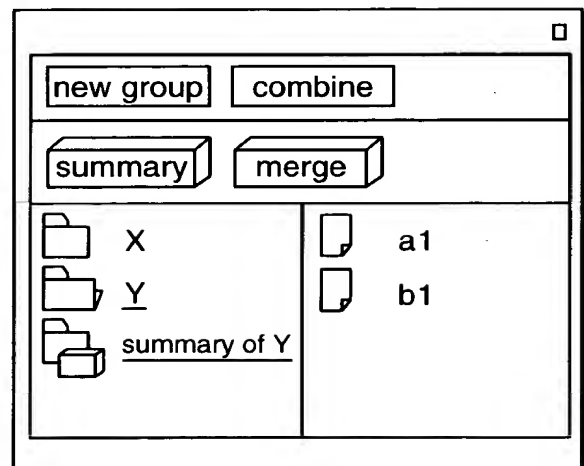 new group combine
summary merge
X a1
Y b1
summary of Y